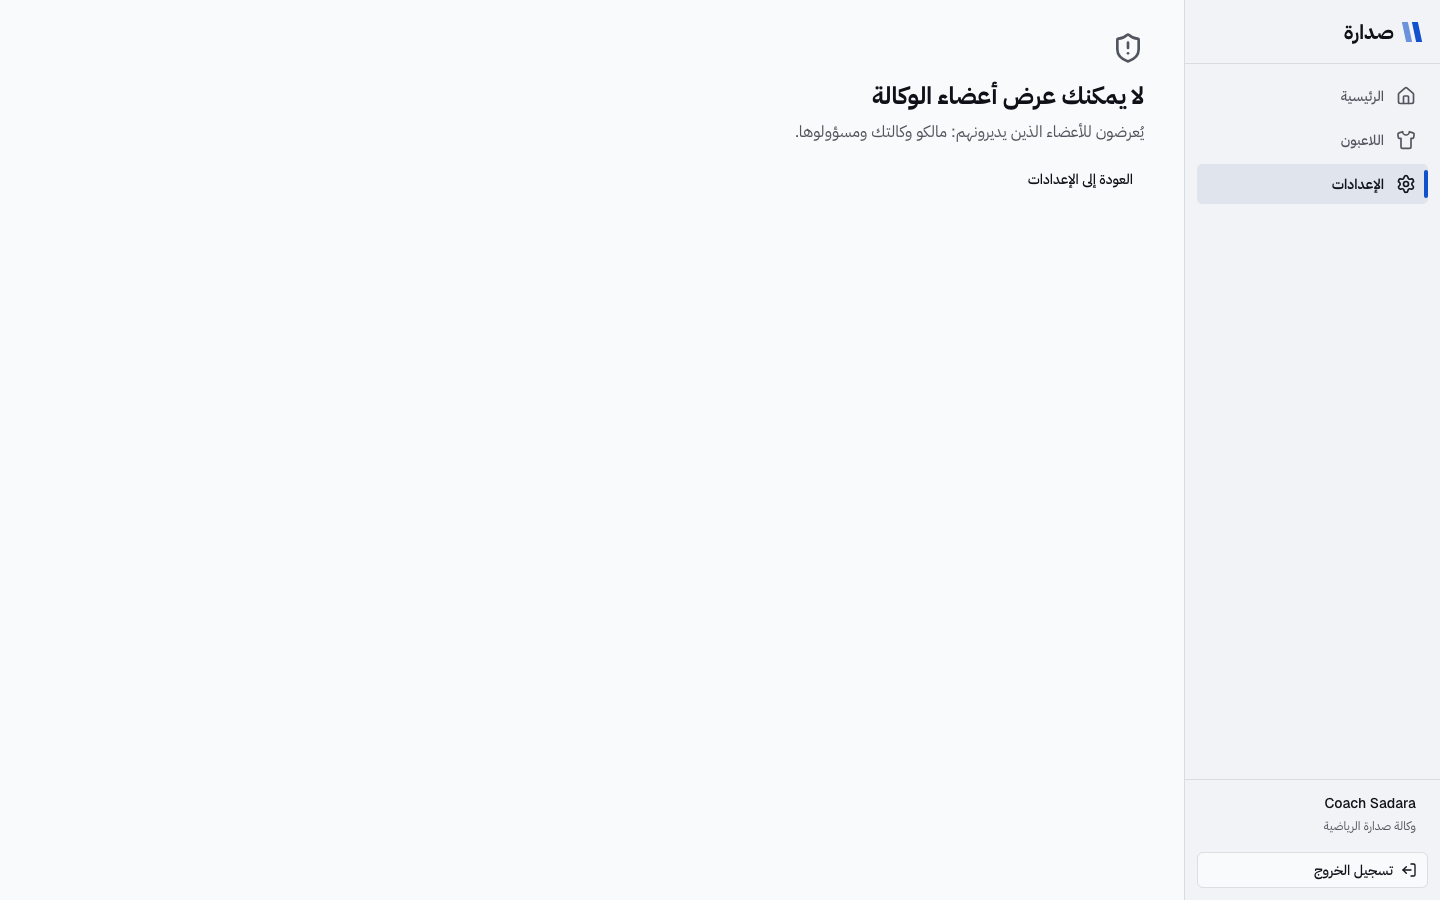 صدارة
الرئيسية
اللاعبون
الإعدادات
لا يمكنك عرض أعضاء الوكالة
يُعرضون للأعضاء الذين يديرونهم: مالكو وكالتك ومسؤولوها.
العودة إلى الإعدادات
Coach Sadara
وكالة صدارة الرياضية
تسجيل الخروج